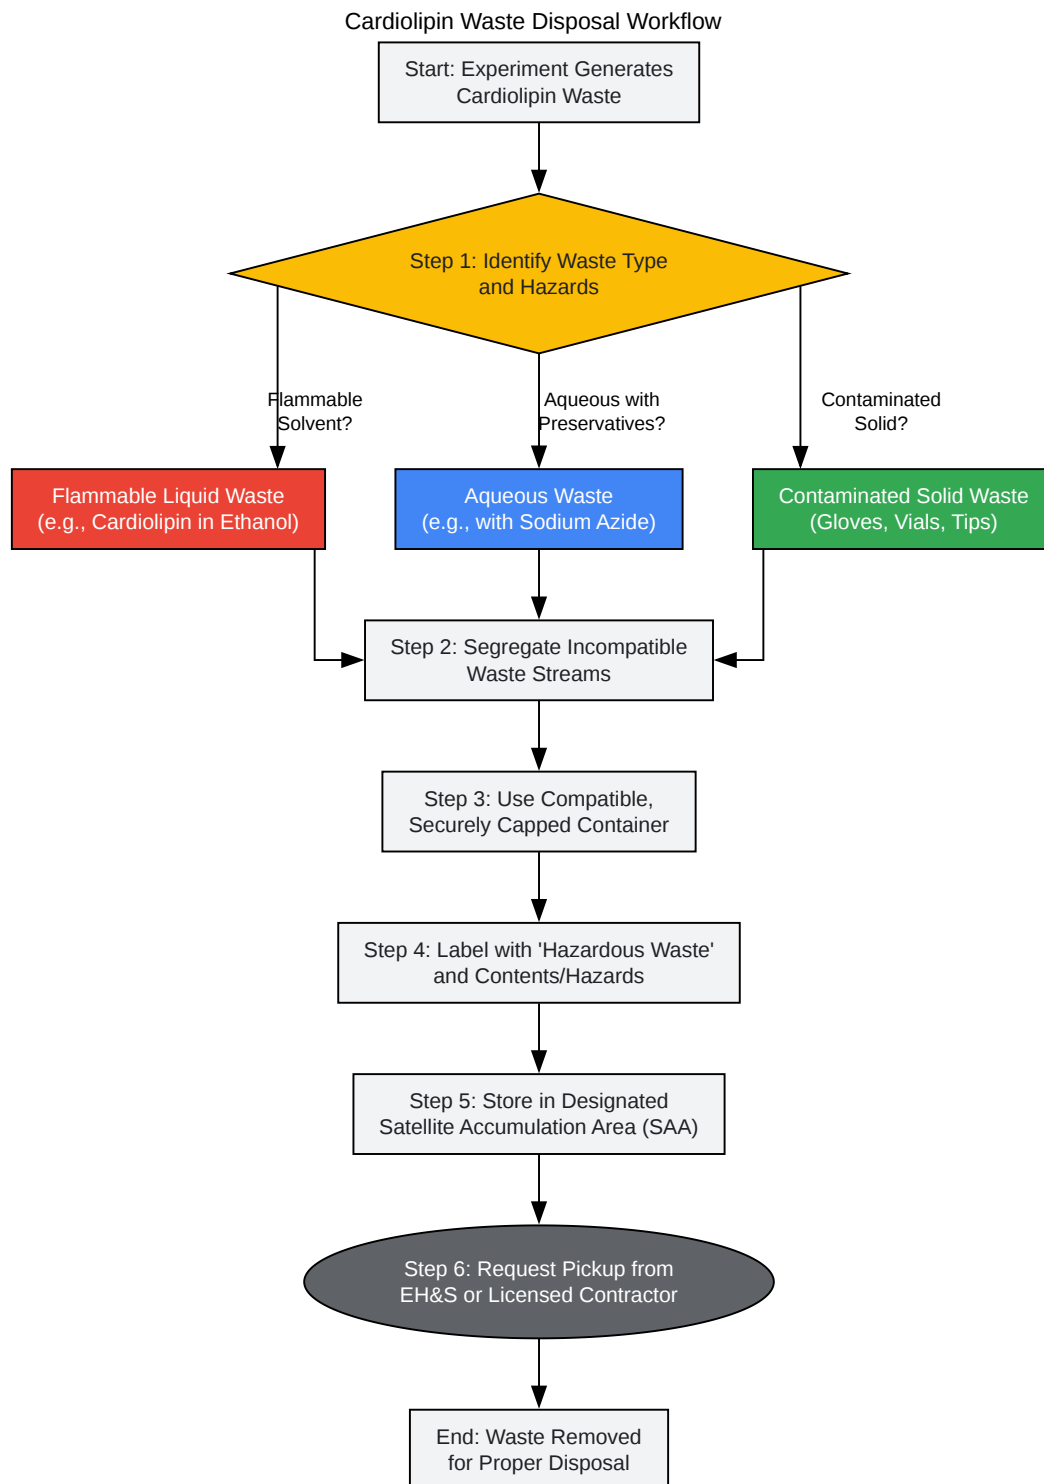 Cardiolipin Waste Disposal Workflow
Start: Experiment Generates
Cardiolipin Waste
Step 1: Identify Waste Type
and Hazards
Flammable
Solvent?
Aqueous with
Preservatives?
Contaminated
Solid?
Flammable Liquid Waste
(e.g., Cardiolipin in Ethanol)
Aqueous Waste
(e.g., with Sodium Azide)
Contaminated Solid Waste
(Gloves, Vials, Tips)
Step 2: Segregate Incompatible
Waste Streams
Step 3: Use Compatible,
Securely Capped Container
Step 4: Label with 'Hazardous Waste'
and Contents/Hazards
Step 5: Store in Designated
Satellite Accumulation Area (SAA)
Step 6: Request Pickup from
EH&S or Licensed Contractor
End: Waste Removed
for Proper Disposal